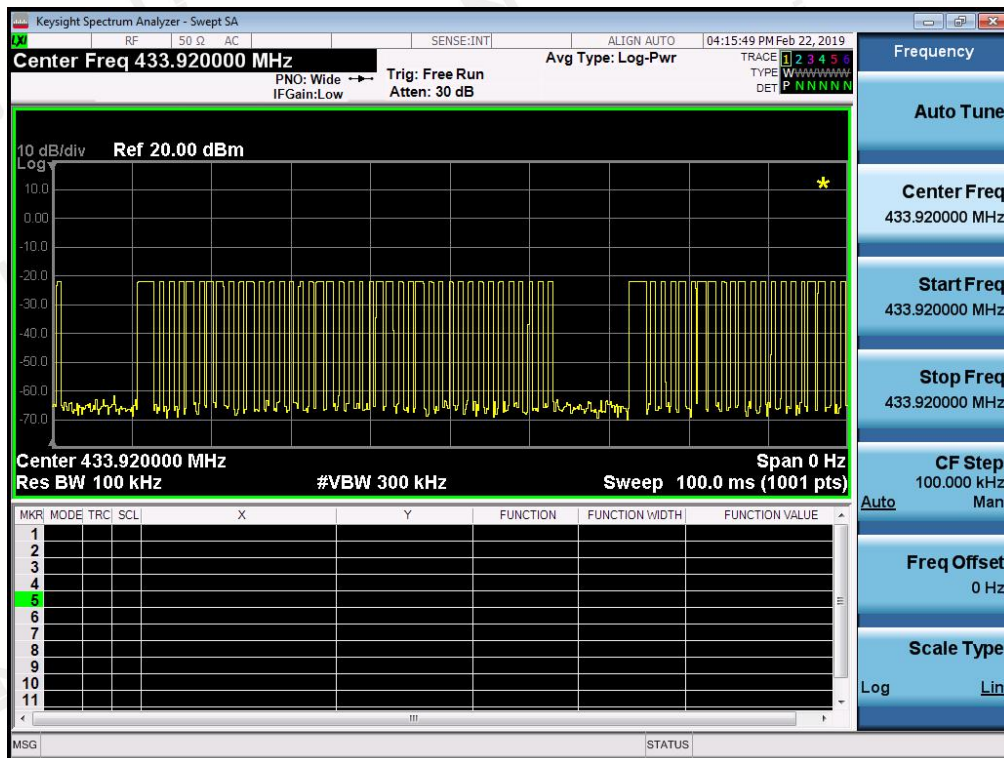 Keysight Spectrum Analyzer - Swept SA
LXI RF 50 Ω AC SENSE:INT ALIGN AUTO 04:15:49 PM Feb 22, 2019
Center Freq 433.920000 MHz
PNO: Wide
IFGain:Low
Trig: Free Run
Atten: 30 dB
Avg Type: Log-Pwr
TRACE 1 2 3 4 5 6
TYPE WWWWWW
DET P N N N N N
10 dB/div Ref 20.00 dBm
Log
10.0
0.00
-10.0
-20.0
-30.0
-40.0
-50.0
-60.0
-70.0
Center 433.920000 MHz Span 0 Hz
Res BW 100 kHz #VBW 300 kHz Sweep 100.0 ms (1001 pts)
MKR MODE TRC SCL X Y FUNCTION FUNCTION WIDTH FUNCTION VALUE
1
2
3
4
5
6
7
8
9
10
11
MSG STATUS
Frequency
Auto Tune
Center Freq
433.920000 MHz
Start Freq
433.920000 MHz
Stop Freq
433.920000 MHz
CF Step
100.000 kHz
Auto Man
Freq Offset
0 Hz
Scale Type
Log Lin